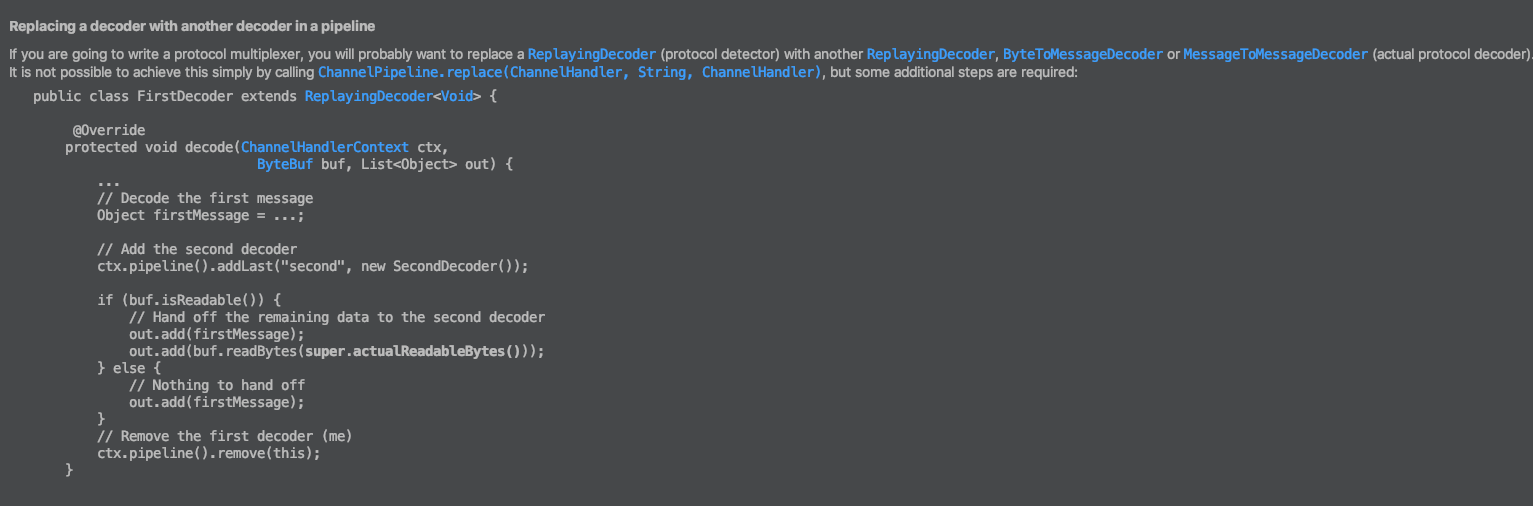 Replacing a decoder with another decoder in a pipeline
If you are going to write a protocol multiplexer, you will probably want to replace a ReplayingDecoder (protocol detector) with another ReplayingDecoder, ByteToMessageDecoder or MessageToMessageDecoder (actual protocol decoder).
It is not possible to achieve this simply by calling ChannelPipeline.replace(ChannelHandler, String, ChannelHandler), but some additional steps are required:
public class FirstDecoder extends ReplayingDecoder<Void> {
@Override
protected void decode(ChannelHandlerContext ctx,
ByteBuf buf, List<Object> out) {
...
// Decode the first message
Object firstMessage = ...;
// Add the second decoder
ctx.pipeline().addLast("second", new SecondDecoder());
if (buf.isReadable()) {
// Hand off the remaining data to the second decoder
out.add(firstMessage);
out.add(buf.readBytes(super.actualReadableBytes()));
} else {
// Nothing to hand off
out.add(firstMessage);
}
// Remove the first decoder (me)
ctx.pipeline().remove(this);
}